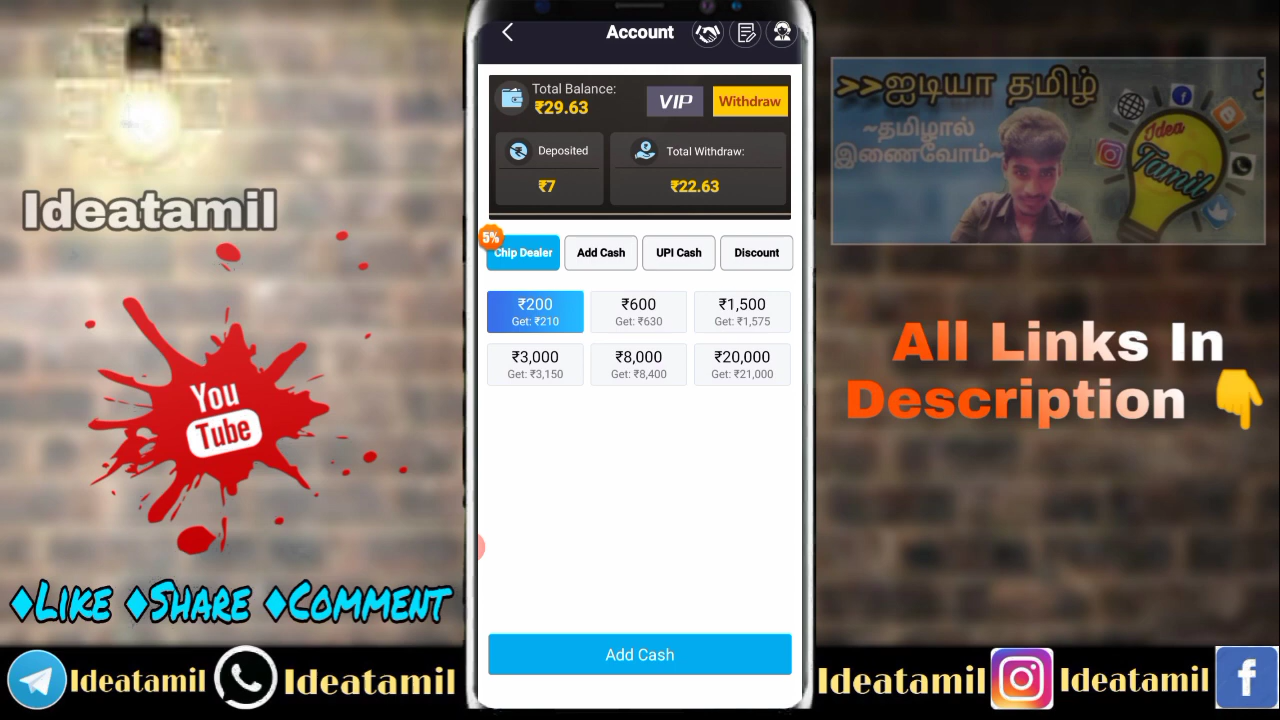 Account
Total Balance:
₹29.63
VIP
Withdraw
Deposited
₹7
Total Withdraw:
₹22.63
5%
Chip Dealer
Add Cash
UPI Cash
Discount
₹200
Get: ₹210
₹600
Get: ₹630
₹1,500
Get: ₹1,575
₹3,000
Get: ₹3,150
₹8,000
Get: ₹8,400
₹20,000
Get: ₹21,000
Add Cash
Ideatamil
You
Tube
♦Like ♦Share ♦Comment
>>ஐடியா தமிழ்
~தமிழால்
இணைவோம்~
Idea
Tamil
All Links In
Description 👇
Ideatamil
Ideatamil
Ideatamil
Ideatamil